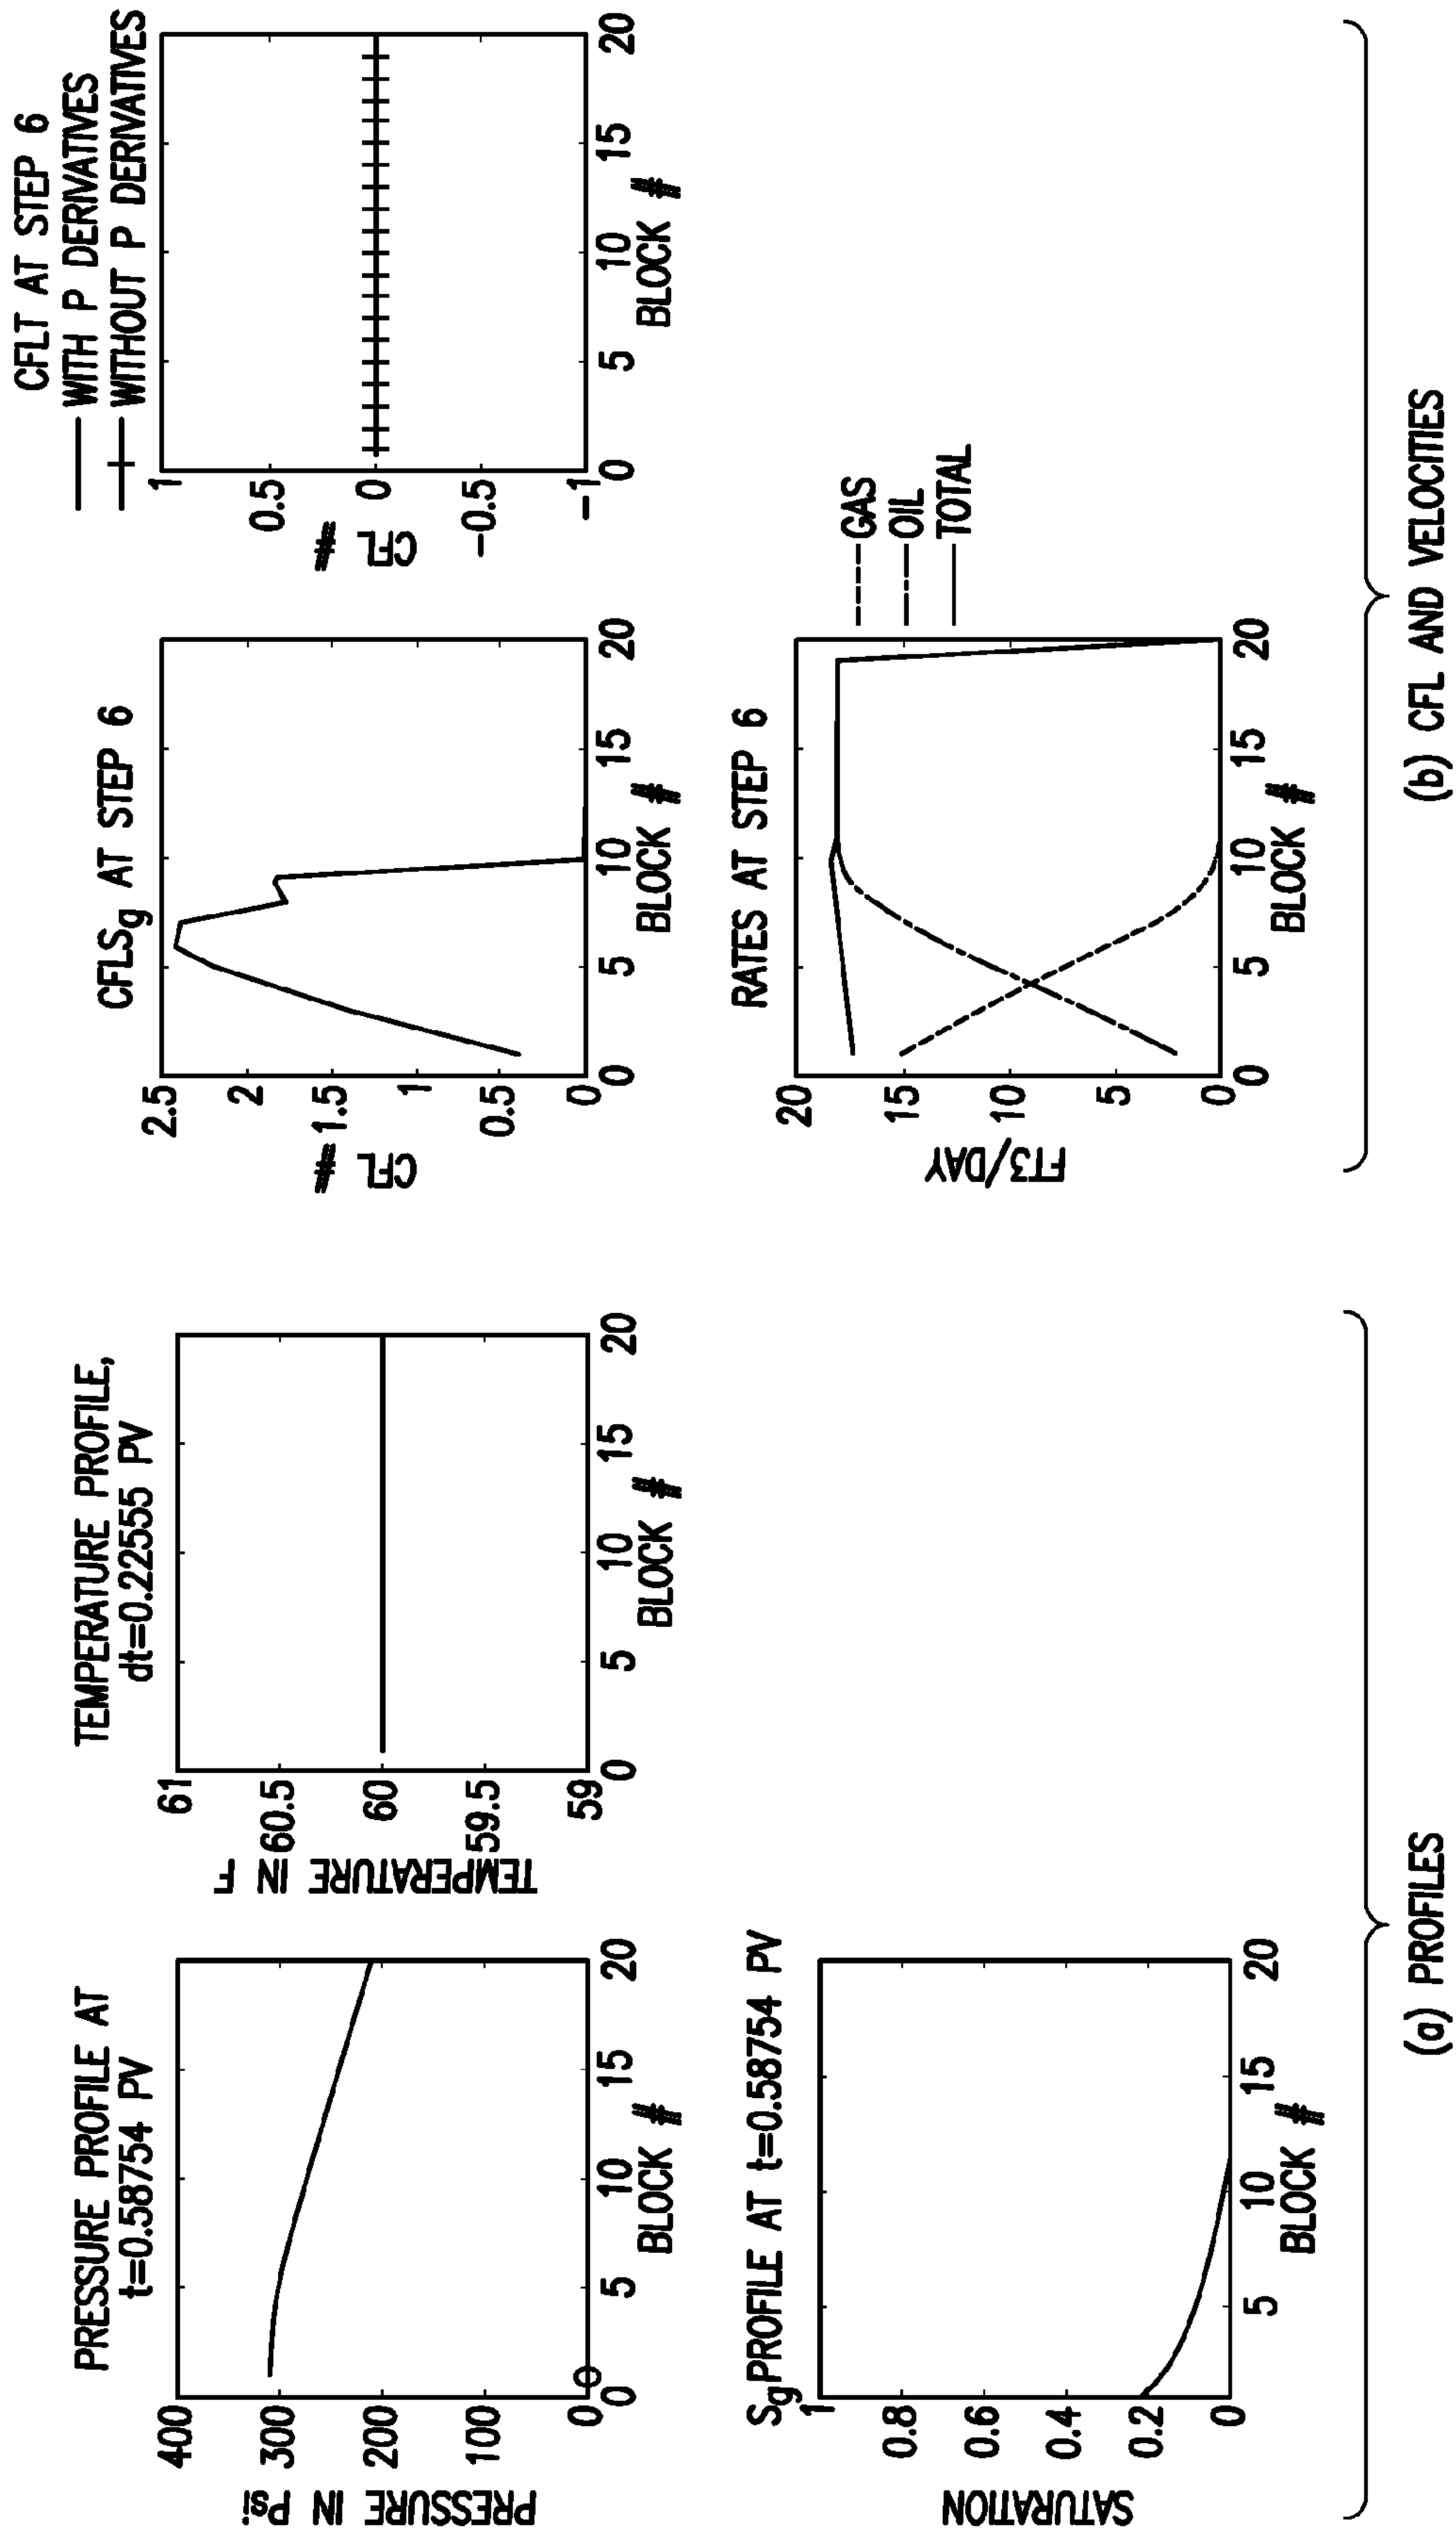 PRESSURE PROFILE AT
t=0.58754 PV
PRESSURE IN Psi
400
300
200
100
0
0
5
10
15
20
BLOCK #
TEMPERATURE PROFILE,
dt=0.22555 PV
TEMPERATURE IN F
61
60.5
60
59.5
59
0
5
10
15
20
BLOCK #
SgPROFILE AT t=0.58754 PV
SATURATION
1
0.8
0.6
0.4
0.2
0
5
10
15
20
BLOCK #
(a) PROFILES
CFLSg AT STEP 6
CFL #
2.5
2
1.5
1
0.5
0
0
5
10
15
20
BLOCK #
CFLT AT STEP 6
WITH P DERIVATIVES
WITHOUT P DERIVATIVES
CFL #
1
0.5
0
-0.5
-1
0
5
10
15
20
BLOCK #
RATES AT STEP 6
FT3/DAY
20
15
10
5
0
0
5
10
15
20
BLOCK #
GAS
OIL
TOTAL
(b) CFL AND VELOCITIES